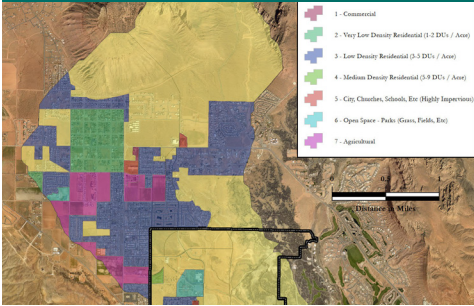 1 - Commercial
2 - Very Low Density Residential (1-2 DUs / Acre)
3 - Low Density Residential (3-5 DUs / Acre)
4 - Medium Density Residential (5-9 DUs / Acre)
5 - City, Churches, Schools, Etc (Highly Impervious)
6 - Open Space - Parks (Grass, Fields, Etc)
7 - Agricultural
0 0.5 1
Distance in Miles